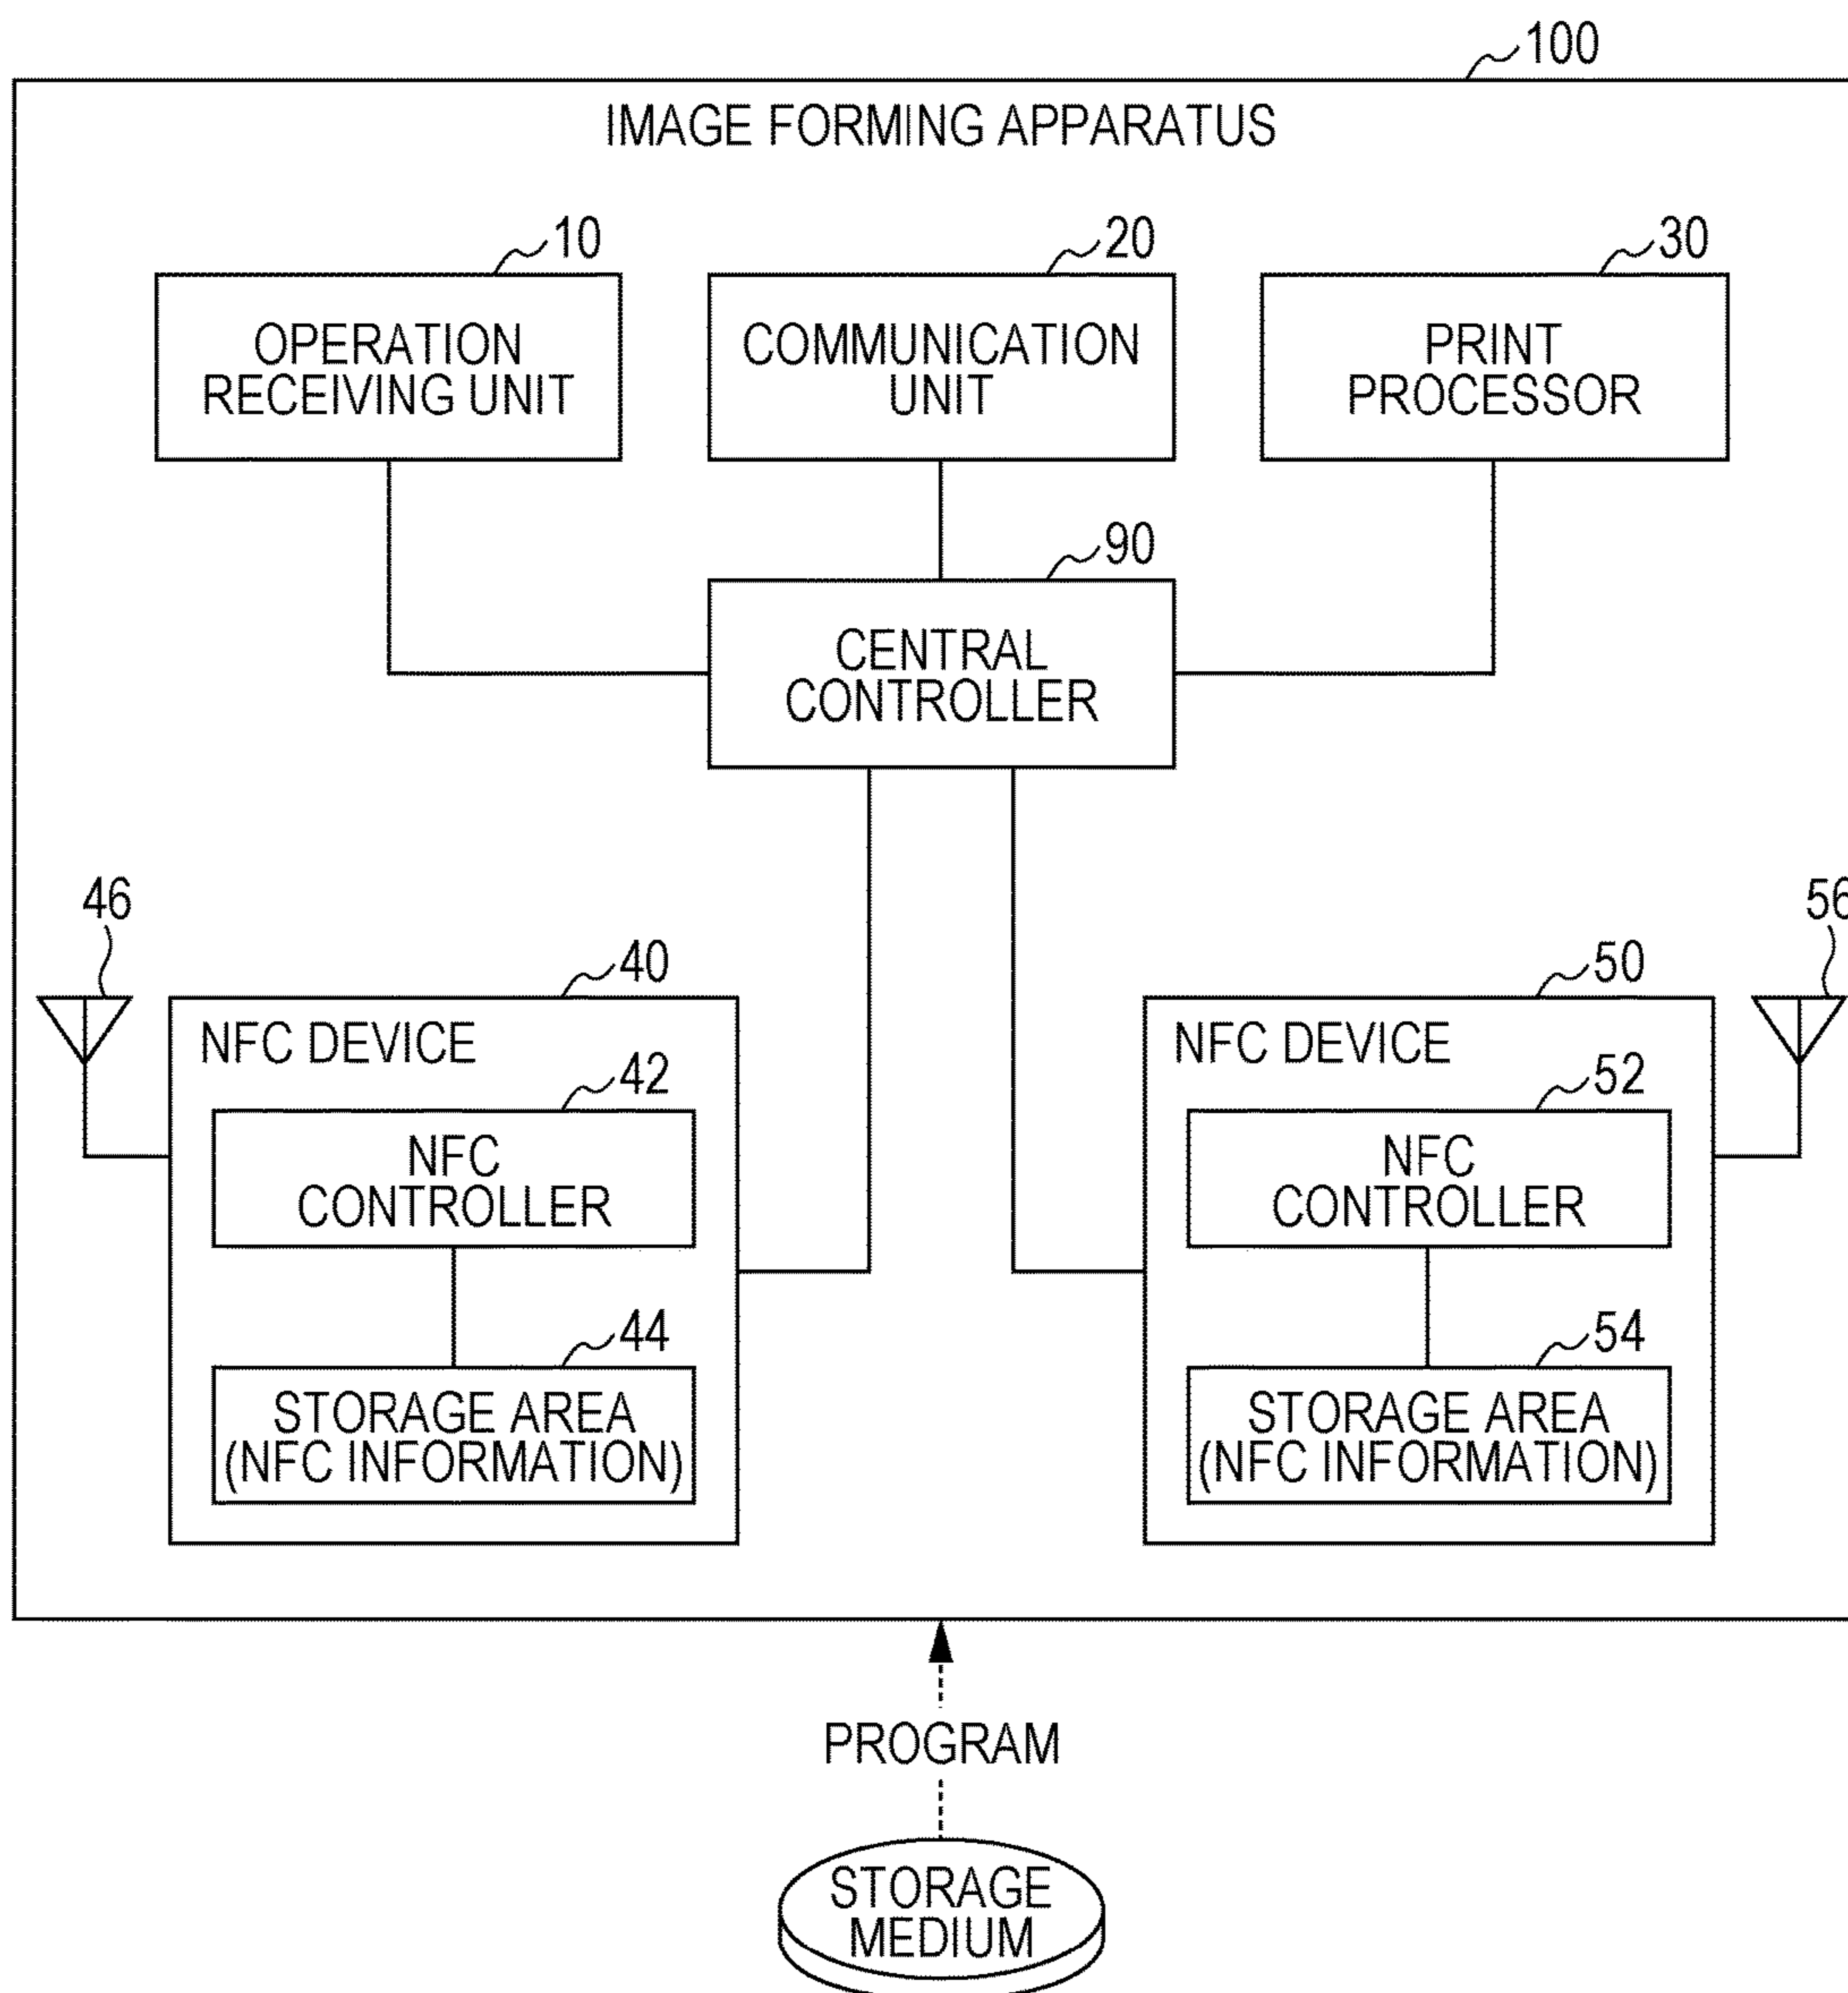 100
IMAGE FORMING APPARATUS
10
20
30
OPERATION
RECEIVING UNIT
COMMUNICATION
UNIT
PRINT
PROCESSOR
90
CENTRAL
CONTROLLER
46
56
40
50
NFC DEVICE
NFC DEVICE
42
52
NFC
CONTROLLER
NFC
CONTROLLER
44
54
STORAGE AREA
(NFC INFORMATION)
STORAGE AREA
(NFC INFORMATION)
PROGRAM
STORAGE
MEDIUM